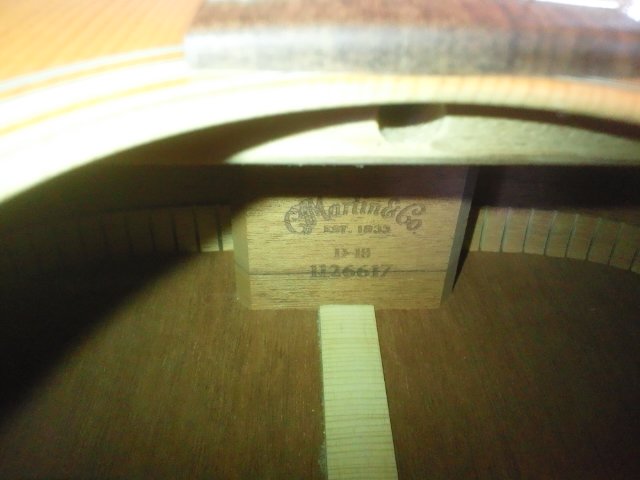 C.F. Martin & Co.
EST. 1833
D-18
1126617